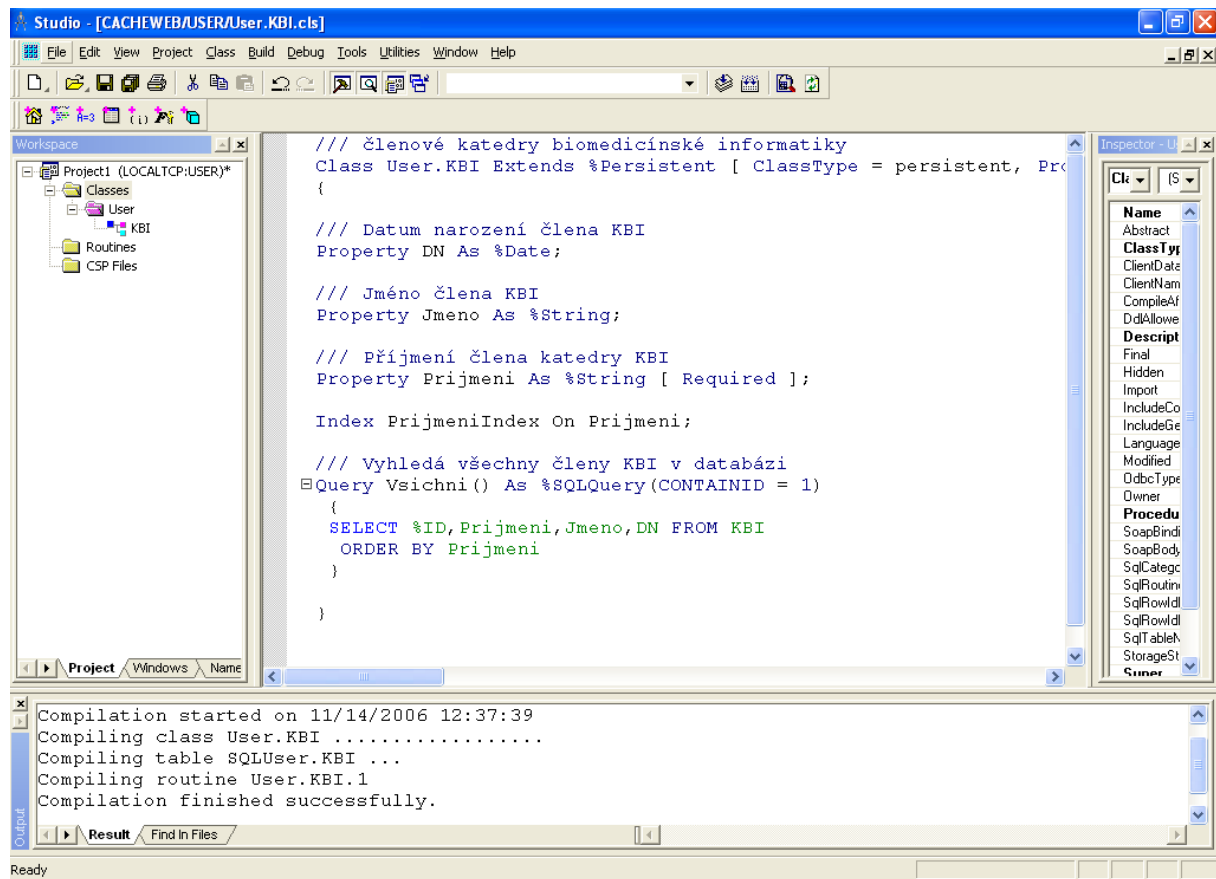 Studio - [CACHEWEB/USER/User.KBI.cls]
File Edit View Project Class Build Debug Tools Utilities Window Help
Workspace
Project1 (LOCALTCP:USER)*
Classes
User
KBI
Routines
CSP Files
Project Windows Name
/// členové katedry biomedicínské informatiky
Class User.KBI Extends %Persistent [ ClassType = persistent, Pro
{
/// Datum narození člena KBI
Property DN As %Date;
/// Jméno člena KBI
Property Jmeno As %String;
/// Příjmení člena katedry KBI
Property Prijmeni As %String [ Required ];
Index PrijmeniIndex On Prijmeni;
/// Vyhledá všechny členy KBI v databázi
Query Vsichni() As %SQLQuery(CONTAINID = 1)
{
SELECT %ID,Prijmeni,Jmeno,DN FROM KBI
ORDER BY Prijmeni
}
}
Inspector - U
Cla (S
Name
Abstract
ClassTyp
ClientData
ClientNam
CompileAf
DdlAllowe
Descript
Final
Hidden
Import
IncludeCo
IncludeGe
Language
Modified
OdbcType
Owner
Procedu
SoapBindi
SoapBody
SqlCatego
SqlRoutin
SqlRowId
SqlRowId
SqlTableN
StorageSt
Super
Compilation started on 11/14/2006 12:37:39
Compiling class User.KBI ..................
Compiling table SQLUser.KBI ...
Compiling routine User.KBI.1
Compilation finished successfully.
Output
Result Find In Files
Ready